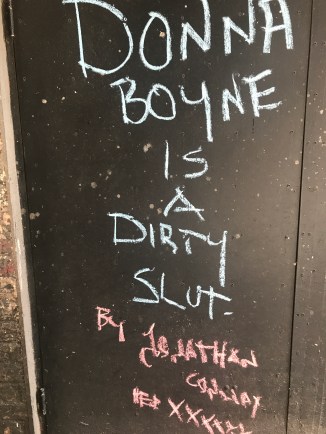 DONNA
BOYNE
IS
A
DIRTY
SLUT.
By JONATHAN
CONWAY